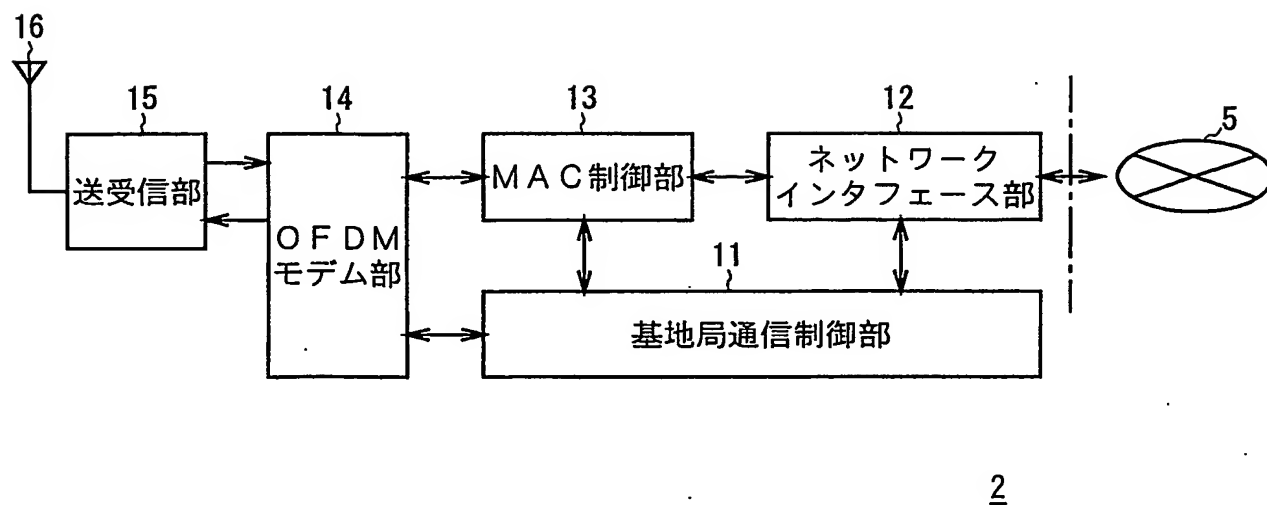 16
15
14
13
12
5
送受信部
OFDM
モデム部
MAC制御部
ネットワーク
インタフェース部
11
基地局通信制御部
2